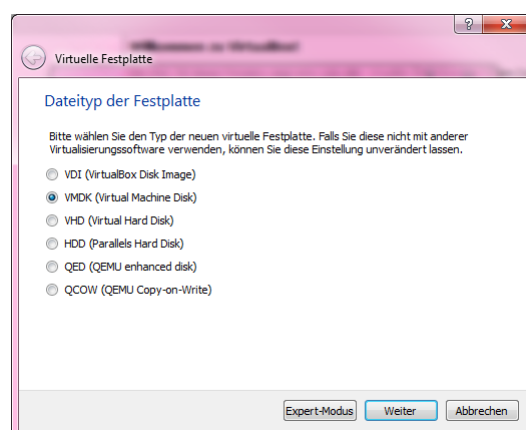 Willkommen zu VirtualBox!
Virtuelle Festplatte
Dateityp der Festplatte
Bitte wählen Sie den Typ der neuen virtuelle Festplatte. Falls Sie diese nicht mit anderer
Virtualisierungssoftware verwenden, können Sie diese Einstellung unverändert lassen.
VDI (VirtualBox Disk Image)
VMDK (Virtual Machine Disk)
VHD (Virtual Hard Disk)
HDD (Parallels Hard Disk)
QED (QEMU enhanced disk)
QCOW (QEMU Copy-on-Write)
Expert-Modus Weiter Abbrechen